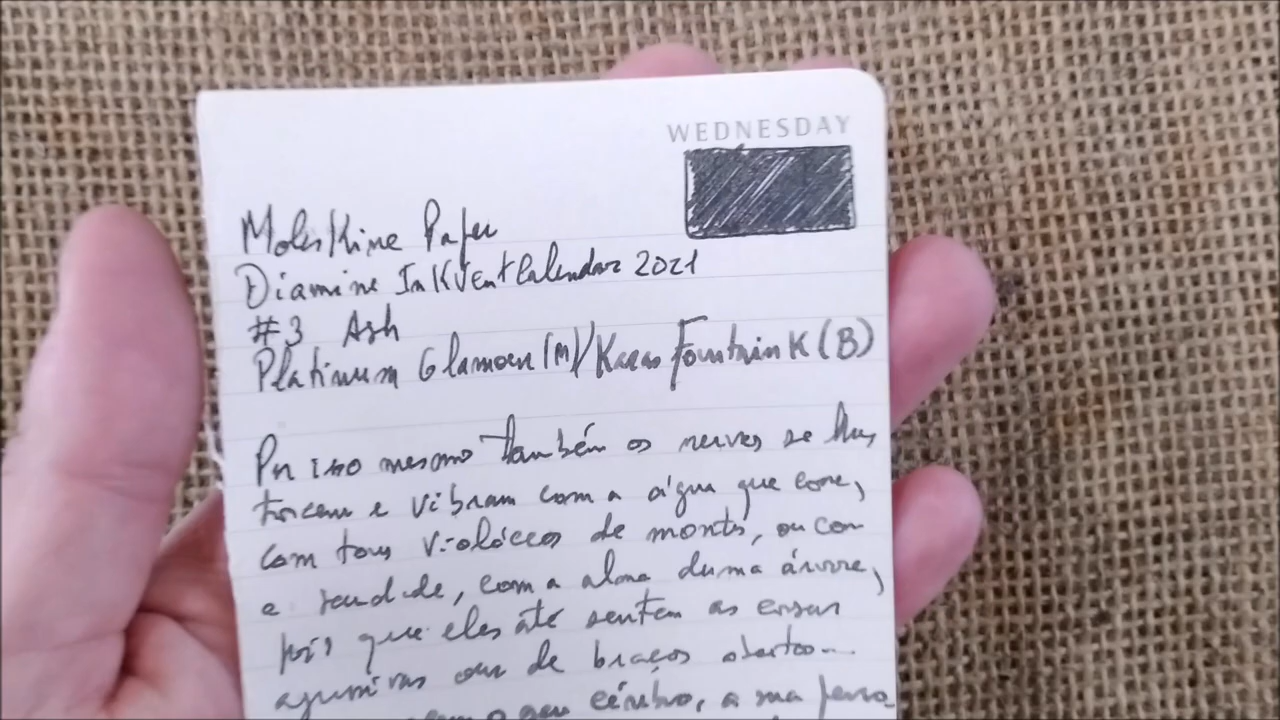 WEDNESDAY
Moleskine Paper
Diamine InkVent Calendar 2021
#3 Ash
Platinum Glamour (M)/Karas Fountain K (B)
Por isso mesmo também os nervos se lhes
torcem e vibram com a água que corre,
com tons violáceos de montes, ou com
a saudade, com a alma duma árvore,
pois que eles até sentem as coisas
de braços abertos
a sua